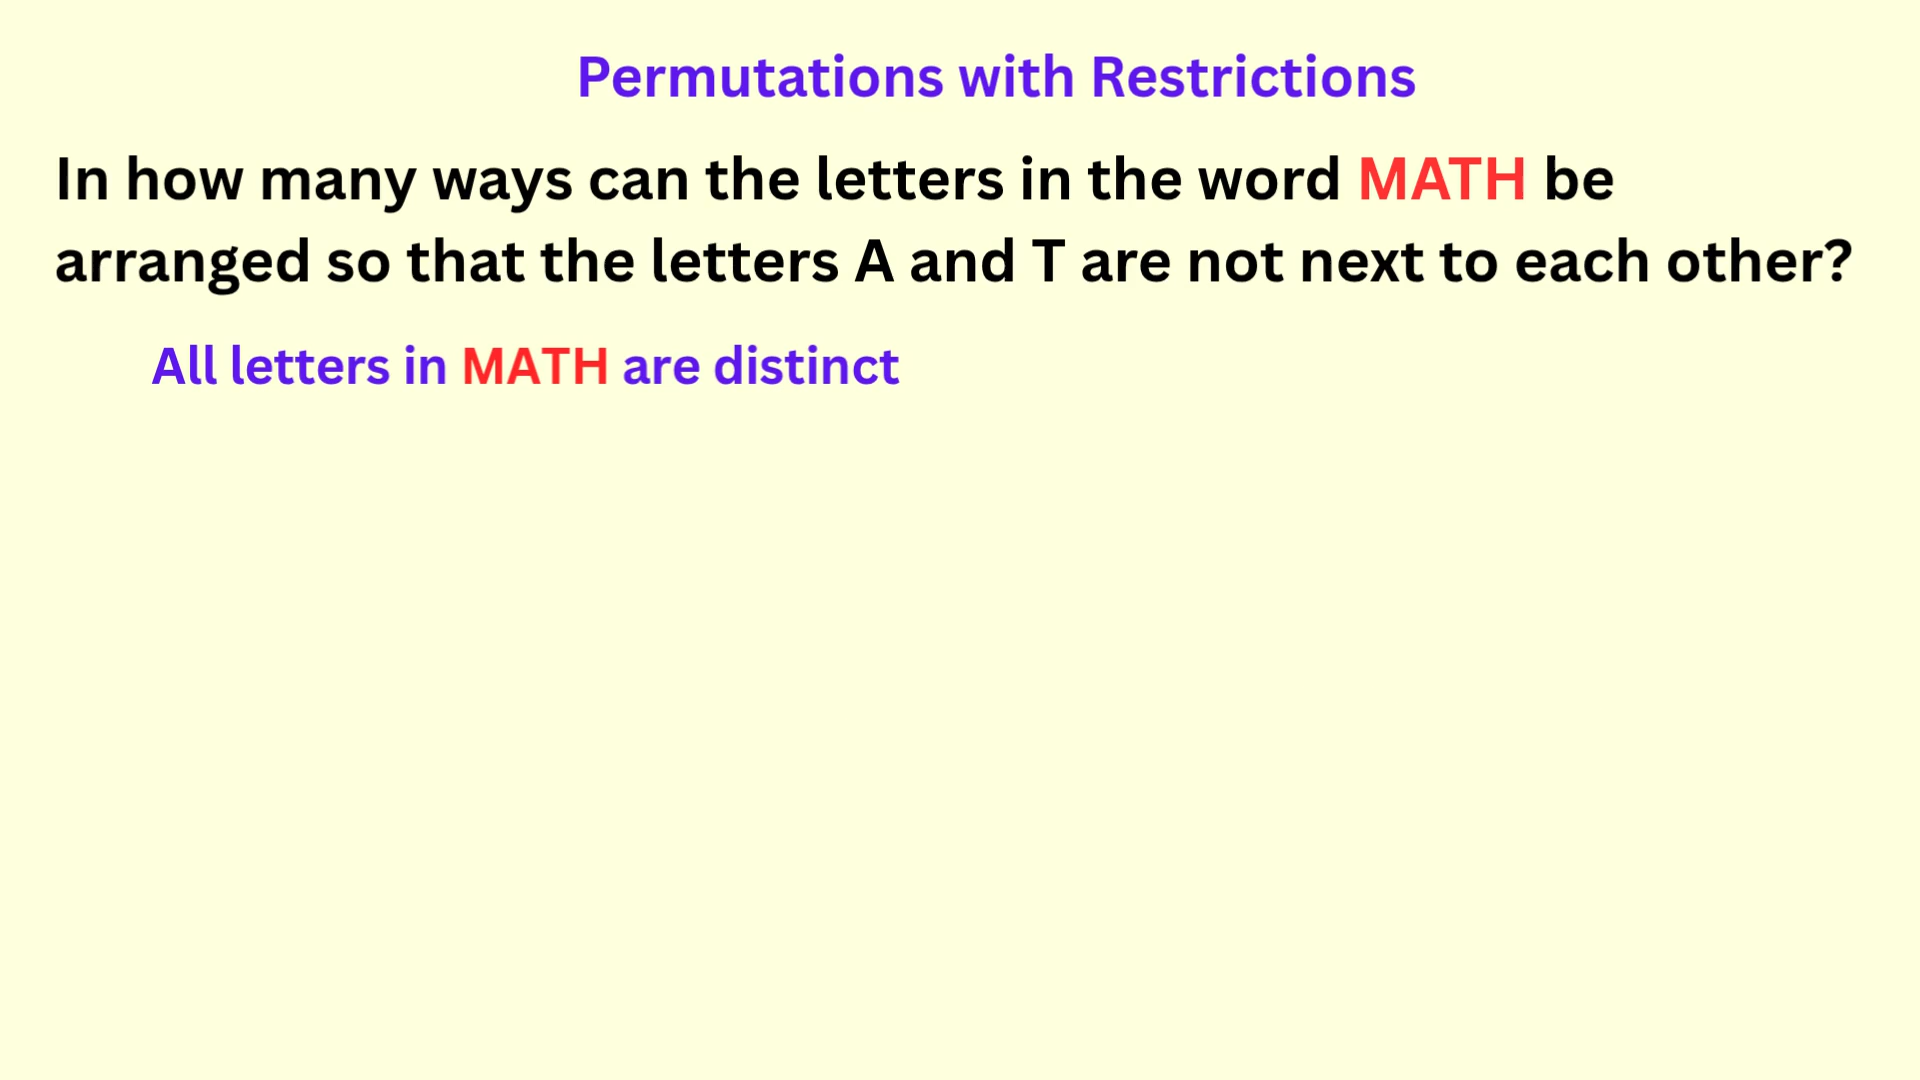 Permutations with Restrictions
In how many ways can the letters in the word MATH be
arranged so that the letters A and T are not next to each other?
All letters in MATH are distinct